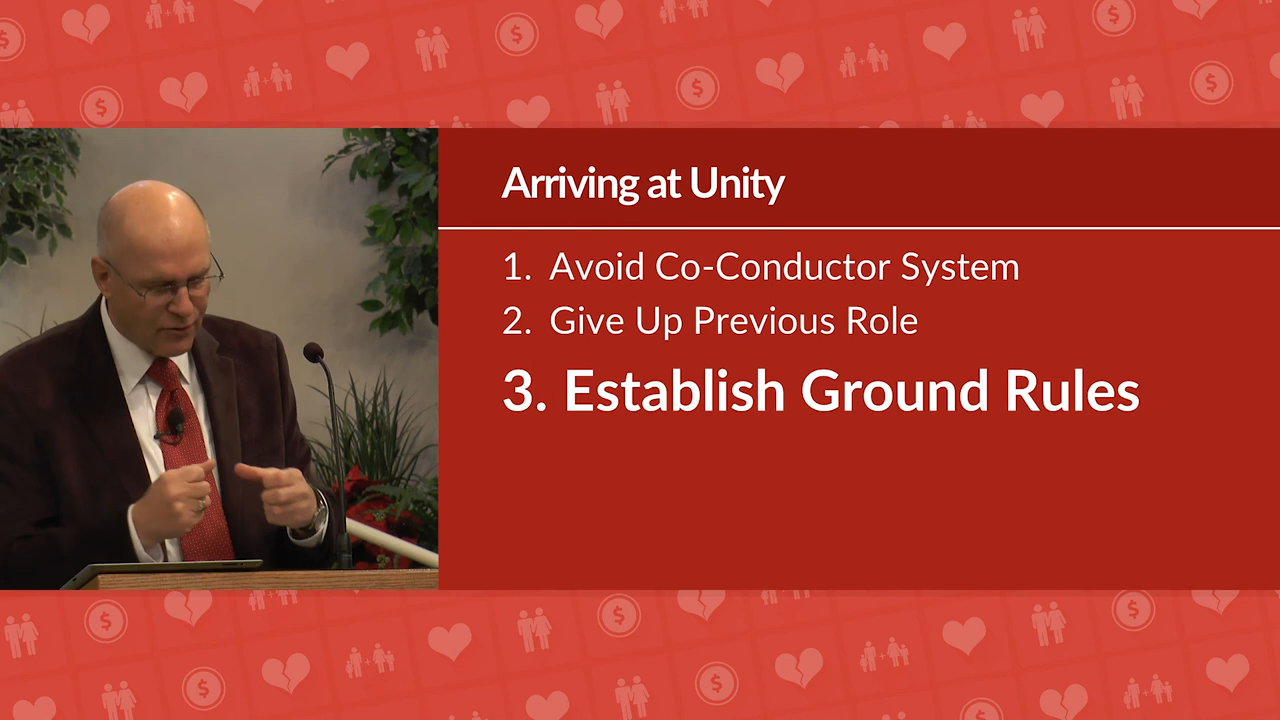 Arriving at Unity
1. Avoid Co-Conductor System
2. Give Up Previous Role
3. Establish Ground Rules